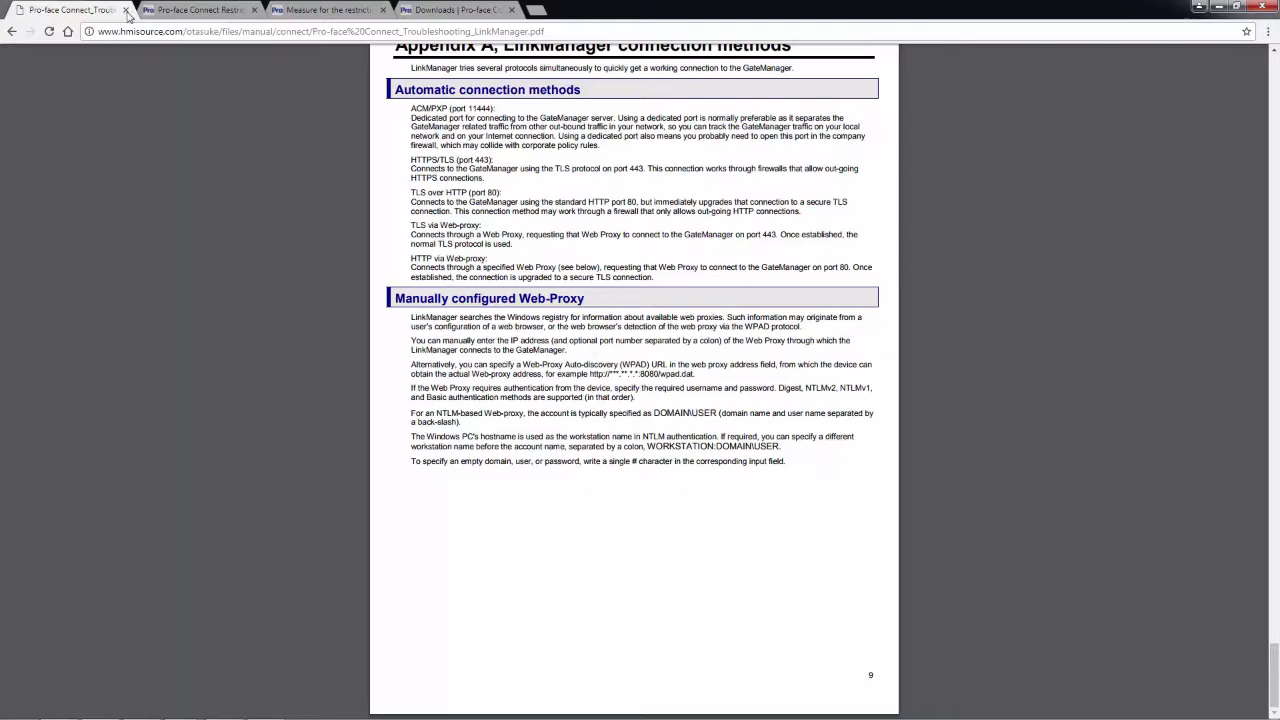 Pro-face Connect_Troubl
Pro-face Connect Restric
Measure for the restricti
Downloads | Pro-face Co
www.hmisource.com/otasuke/files/manual/connect/Pro-face%20Connect_Troubleshooting_LinkManager.pdf
Appendix A, LinkManager connection methods
LinkManager tries several protocols simultaneously to quickly get a working connection to the GateManager.
Automatic connection methods
ACM/PXP (port 11444):
Dedicated port for connecting to the GateManager server. Using a dedicated port is normally preferable as it separates the
GateManager related traffic from other out-bound traffic in your network, so you can track the GateManager traffic on your local
network and on your Internet connection. Using a dedicated port also means you probably need to open this port in the company
firewall, which may collide with corporate policy rules.
HTTPS/TLS (port 443):
Connects to the GateManager using the TLS protocol on port 443. This connection works through firewalls that allow out-going
HTTPS connections.
TLS over HTTP (port 80):
Connects to the GateManager using the standard HTTP port 80, but immediately upgrades that connection to a secure TLS
connection. This connection method may work through a firewall that only allows out-going HTTP connections.
TLS via Web-proxy:
Connects through a Web Proxy, requesting that Web Proxy to connect to the GateManager on port 443. Once established, the
normal TLS protocol is used.
HTTP via Web-proxy:
Connects through a specified Web Proxy (see below), requesting that Web Proxy to connect to the GateManager on port 80. Once
established, the connection is upgraded to a secure TLS connection.
Manually configured Web-Proxy
LinkManager searches the Windows registry for information about available web proxies. Such information may originate from a
user's configuration of a web browser, or the web browser's detection of the web proxy via the WPAD protocol.
You can manually enter the IP address (and optional port number separated by a colon) of the Web Proxy through which the
LinkManager connects to the GateManager.
Alternatively, you can specify a Web-Proxy Auto-discovery (WPAD) URL in the web proxy address field, from which the device can
obtain the actual Web-proxy address, for example http://***.**.*.*:8080/wpad.dat.
If the Web Proxy requires authentication from the device, specify the required username and password. Digest, NTLMv2, NTLMv1,
and Basic authentication methods are supported (in that order).
For an NTLM-based Web-proxy, the account is typically specified as DOMAIN\USER (domain name and user name separated by
a back-slash).
The Windows PC's hostname is used as the workstation name in NTLM authentication. If required, you can specify a different
workstation name before the account name, separated by a colon, WORKSTATION:DOMAIN\USER.
To specify an empty domain, user, or password, write a single # character in the corresponding input field.
9